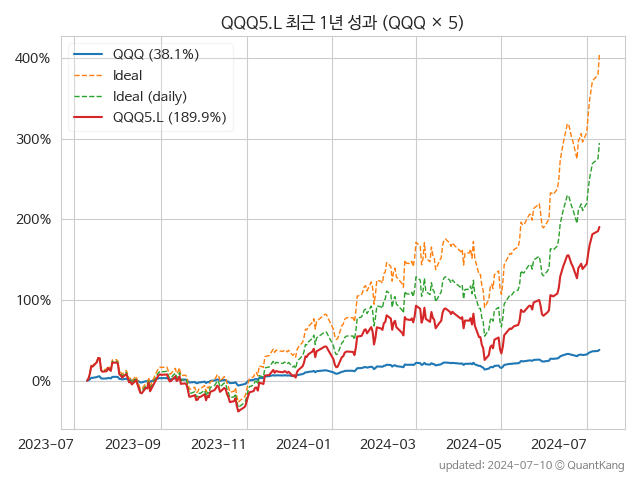 QQQ5.L 최근 1년 성과 (QQQ × 5)
QQQ (38.1%)
Ideal
Ideal (daily)
QQQ5.L (189.9%)
400%
300%
200%
100%
0%
2023-07
2023-09
2023-11
2024-01
2024-03
2024-05
2024-07
updated: 2024-07-10 © QuantKang